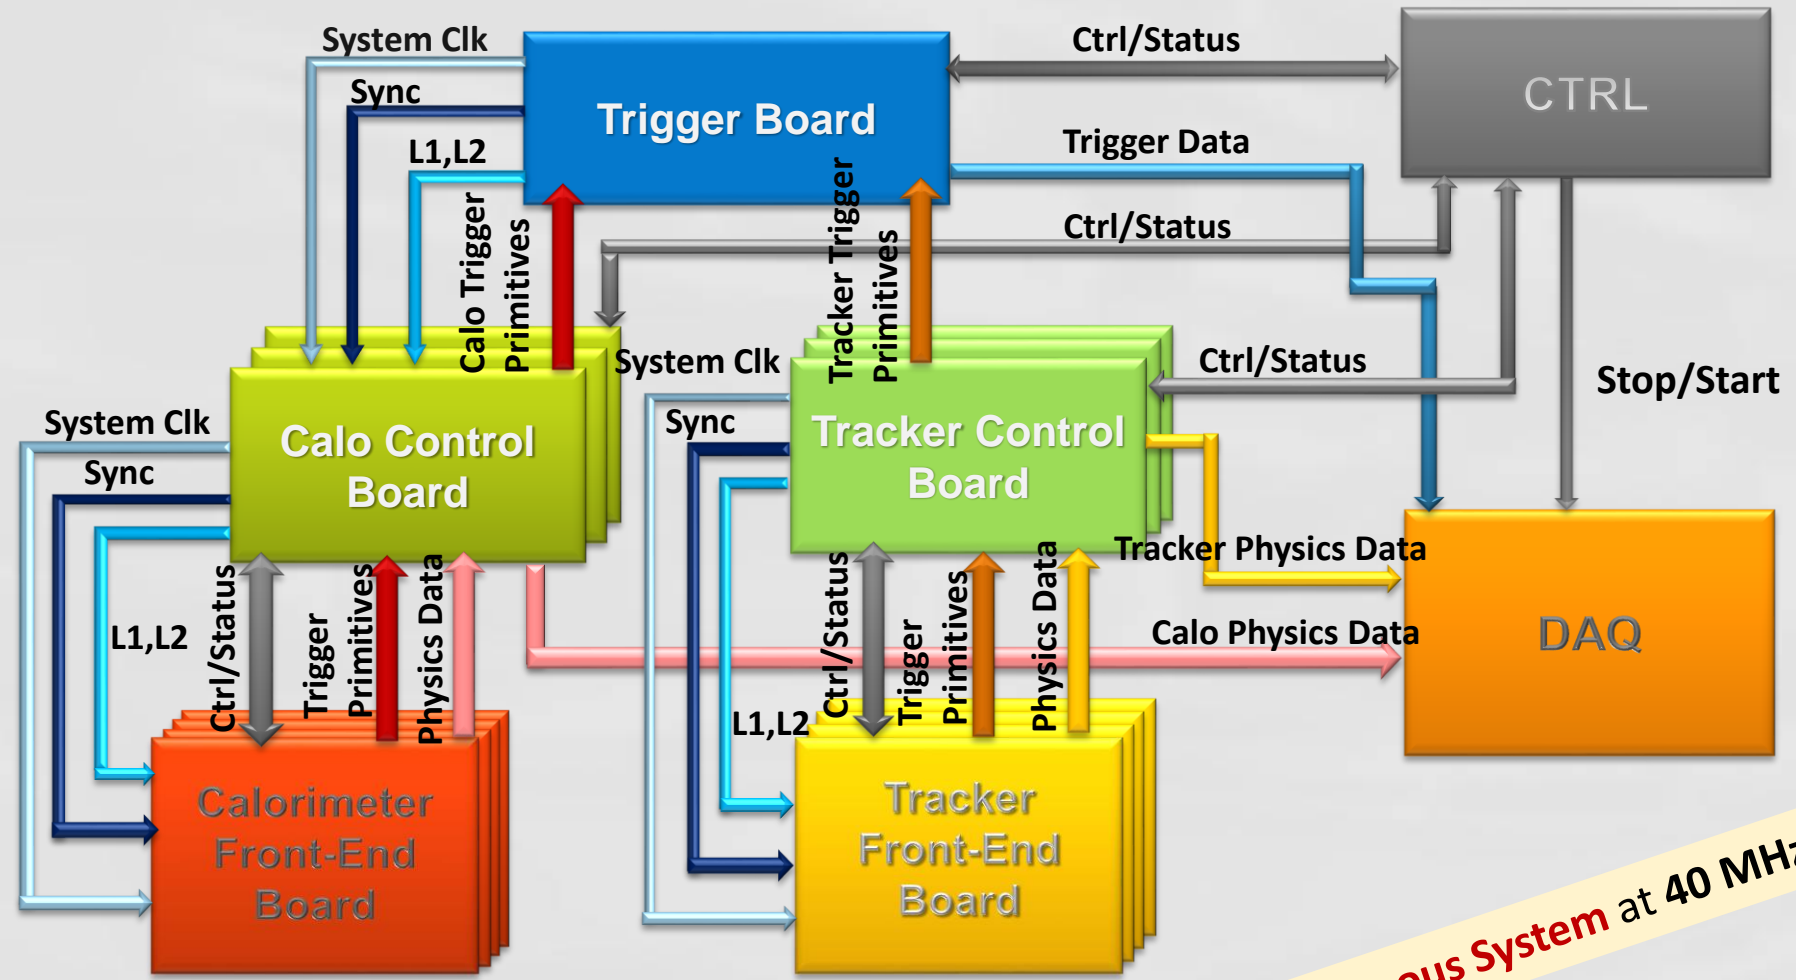 System Clk
Ctrl/Status
CTRL
Sync
Trigger Board
L1,L2
Trigger Data
Calo Trigger
Primitives
Tracker Trigger
Primitives
Ctrl/Status
System Clk
Ctrl/Status
Stop/Start
System Clk
Sync
Calo Control
Board
Sync
Tracker Control
Board
L1,L2
Ctrl/Status
Trigger
Primitives
Physics Data
Ctrl/Status
Trigger
Primitives
Physics Data
Tracker Physics Data
Calo Physics Data
DAQ
L1,L2
Calorimeter
Front-End
Board
Tracker
Front-End
Board
System at 40 MHz